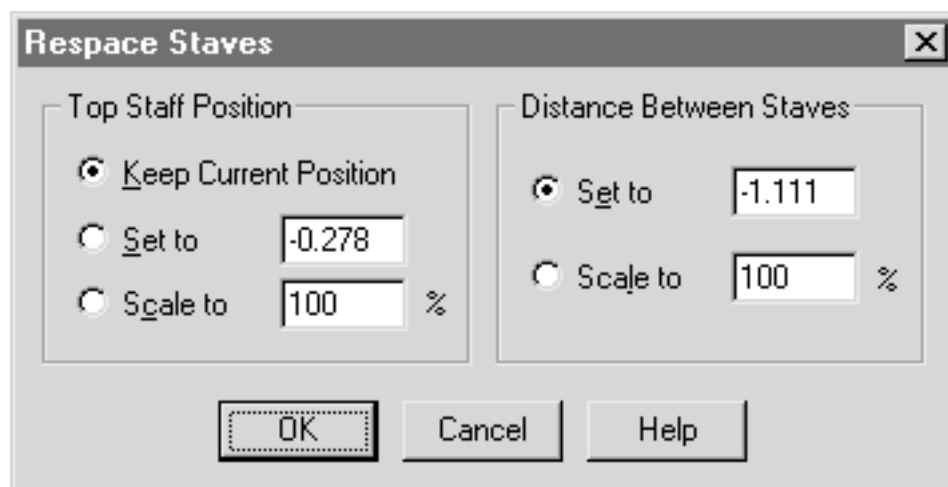 Respace Staves
Top Staff Position
Keep Current Position
Set to -0.278
Scale to 100 %
Distance Between Staves
Set to -1.111
Scale to 100 %
OK Cancel Help